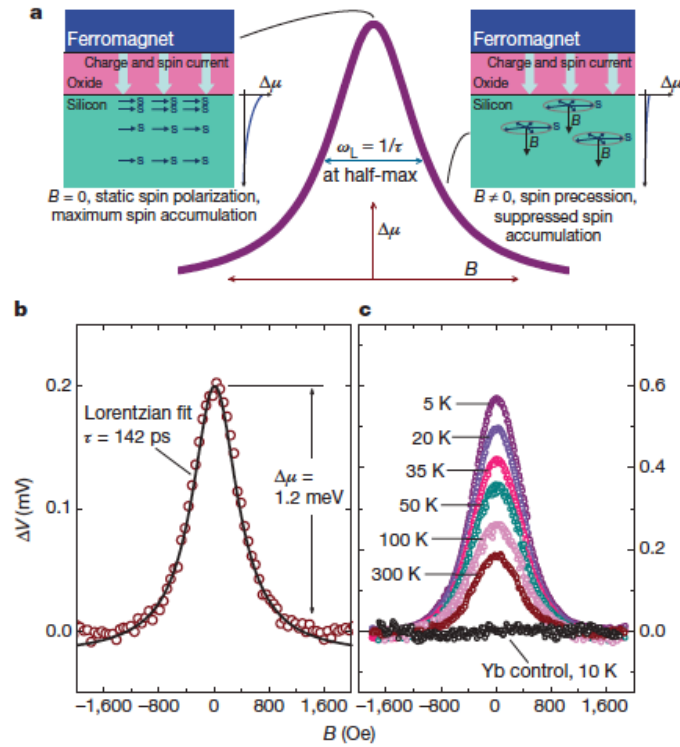 a
Ferromagnet
Charge and spin current
Oxide
Δμ
Silicon
S S S
S S S
S S S
S S S
B = 0, static spin polarization,
maximum spin accumulation
ω_L = 1/τ
at half-max
Δμ
B
Ferromagnet
Charge and spin current
Oxide
Δμ
Silicon
S
B
S
S
B
B
B ≠ 0, spin precession,
suppressed spin
accumulation
b
0.2
0.1
0.0
ΔV (mV)
Lorentzian fit
τ = 142 ps
Δμ =
1.2 meV
−1,600 −800 0 800 1,600
c
0.6
0.4
0.2
0.0
5 K
20 K
35 K
50 K
100 K
300 K
Yb control, 10 K
−1,600 −800 0 800 1,600
B (Oe)